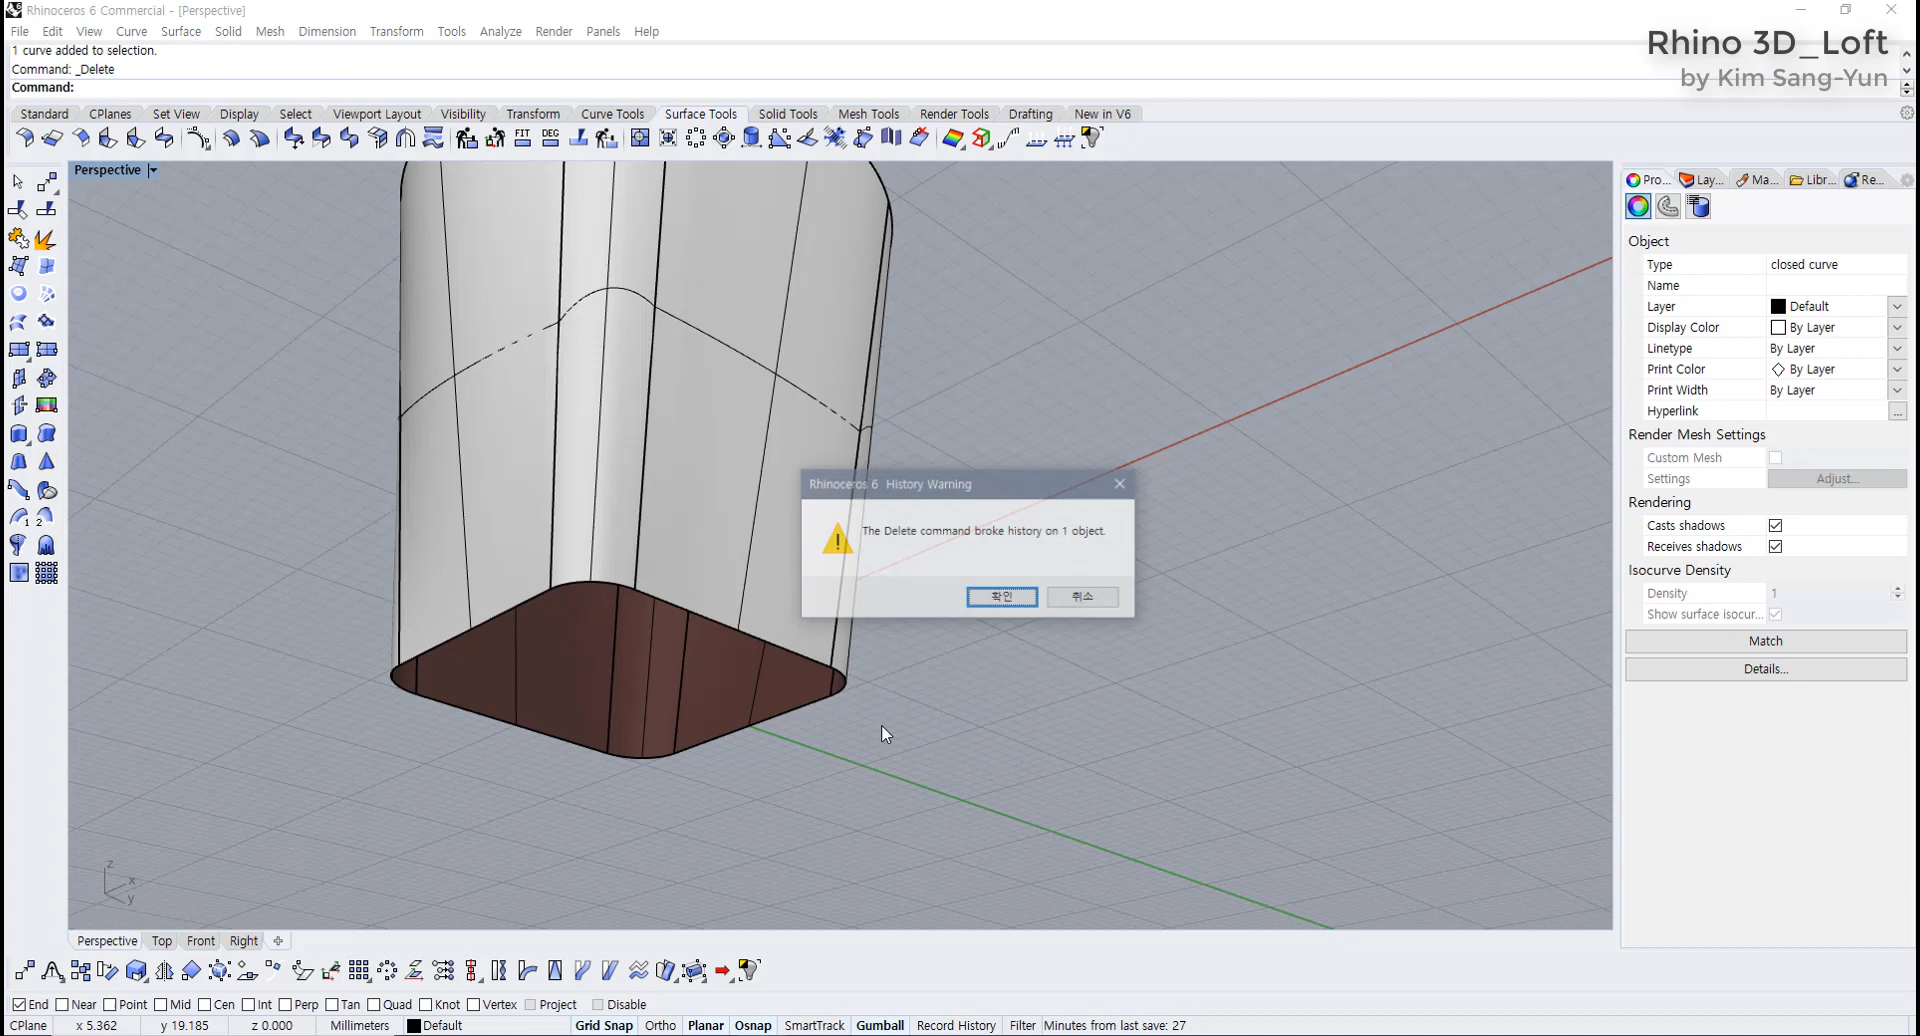 Rhinoceros 6 Commercial - [Perspective]
File Edit View Curve Surface Solid Mesh Dimension Transform Tools Analyze Render Panels Help
Rhino 3D_Loft
by Kim Sang-Yun
1 curve added to selection.
Command: _Delete
Command:
Standard CPlanes Set View Display Select Viewport Layout Visibility Transform Curve Tools Surface Tools Solid Tools Mesh Tools Render Tools Drafting New in V6
FIT DEG
Perspective
Pro... Lay... Ma... Libr... Re...
Object
Type closed curve
Name
Layer Default
Display Color By Layer
Linetype By Layer
Print Color By Layer
Print Width By Layer
Hyperlink ...
Render Mesh Settings
Custom Mesh
Settings Adjust...
Rendering
Casts shadows
Receives shadows
Isocurve Density
Density 1
Show surface isocur...
Match
Details...
Rhinoceros 6 History Warning
The Delete command broke history on 1 object.
확인 취소
z
x
y
Perspective Top Front Right
End Near Point Mid Cen Int Perp Tan Quad Knot Vertex Project Disable
CPlane x 5.362 y 19.185 z 0.000 Millimeters Default Grid Snap Ortho Planar Osnap SmartTrack Gumball Record History Filter Minutes from last save: 27